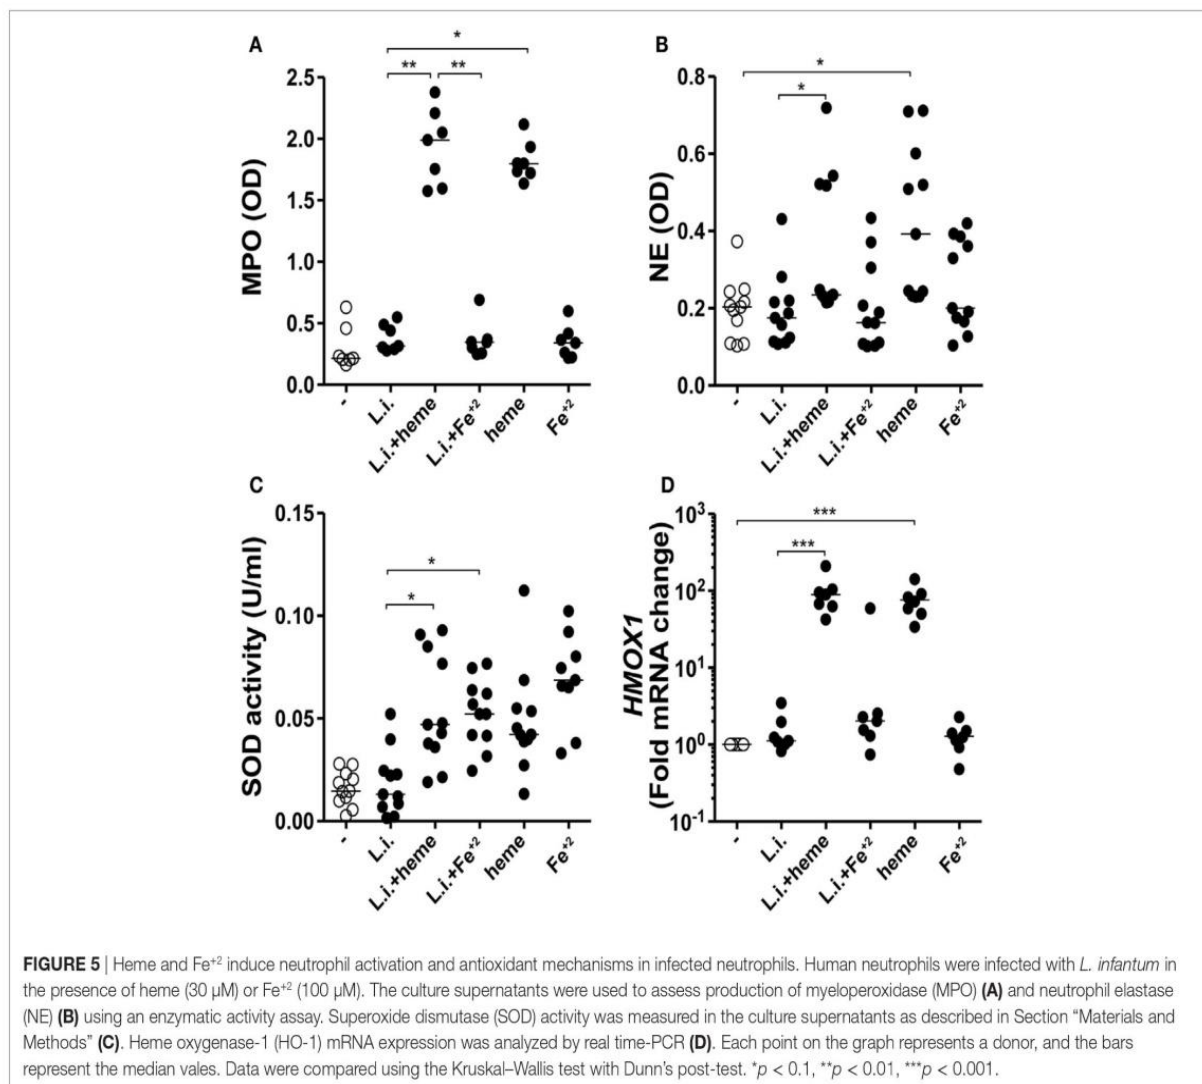 A
*
** **
MPO (OD)
2.5
2.0
1.5
1.0
0.5
0.0
-
L.i.
L.i.+heme
L.i.+Fe+2
heme
Fe+2
B
*
*
NE (OD)
0.8
0.6
0.4
0.2
0.0
-
L.i.
L.i.+heme
L.i.+Fe+2
heme
Fe+2
C
*
*
SOD activity (U/ml)
0.15
0.10
0.05
0.00
-
L.i.
L.i.+heme
L.i.+Fe+2
heme
Fe+2
D
***
***
HMOX1
(Fold mRNA change)
10³
10²
10¹
10⁰
10⁻¹
-
L.i.
L.i.+heme
L.i.+Fe+2
heme
Fe+2
FIGURE 5 | Heme and Fe+2 induce neutrophil activation and antioxidant mechanisms in infected neutrophils. Human neutrophils were infected with L. infantum in
the presence of heme (30 µM) or Fe+2 (100 µM). The culture supernatants were used to assess production of myeloperoxidase (MPO) (A) and neutrophil elastase
(NE) (B) using an enzymatic activity assay. Superoxide dismutase (SOD) activity was measured in the culture supernatants as described in Section “Materials and
Methods” (C). Heme oxygenase-1 (HO-1) mRNA expression was analyzed by real time-PCR (D). Each point on the graph represents a donor, and the bars
represent the median vales. Data were compared using the Kruskal–Wallis test with Dunn’s post-test. *p < 0.1, **p < 0.01, ***p < 0.001.